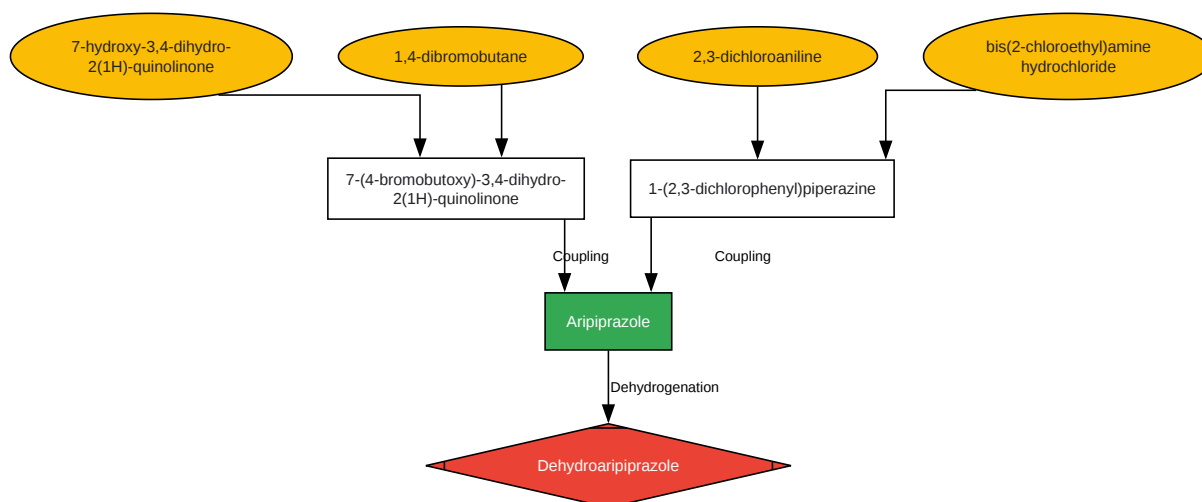 7-hydroxy-3,4-dihydro-
2(1H)-quinolinone
1,4-dibromobutane
2,3-dichloroaniline
bis(2-chloroethyl)amine
hydrochloride
7-(4-bromobutoxy)-3,4-dihydro-
2(1H)-quinolinone
1-(2,3-dichlorophenyl)piperazine
Coupling
Coupling
Aripiprazole
Dehydrogenation
Dehydroaripiprazole